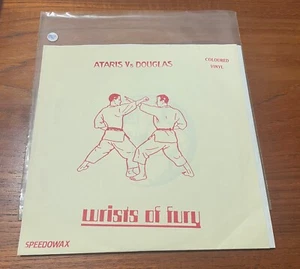 ATARIS Vs DOUGLAS
COLOURED
VINYL
wrists of fury
SPEEDOWAX